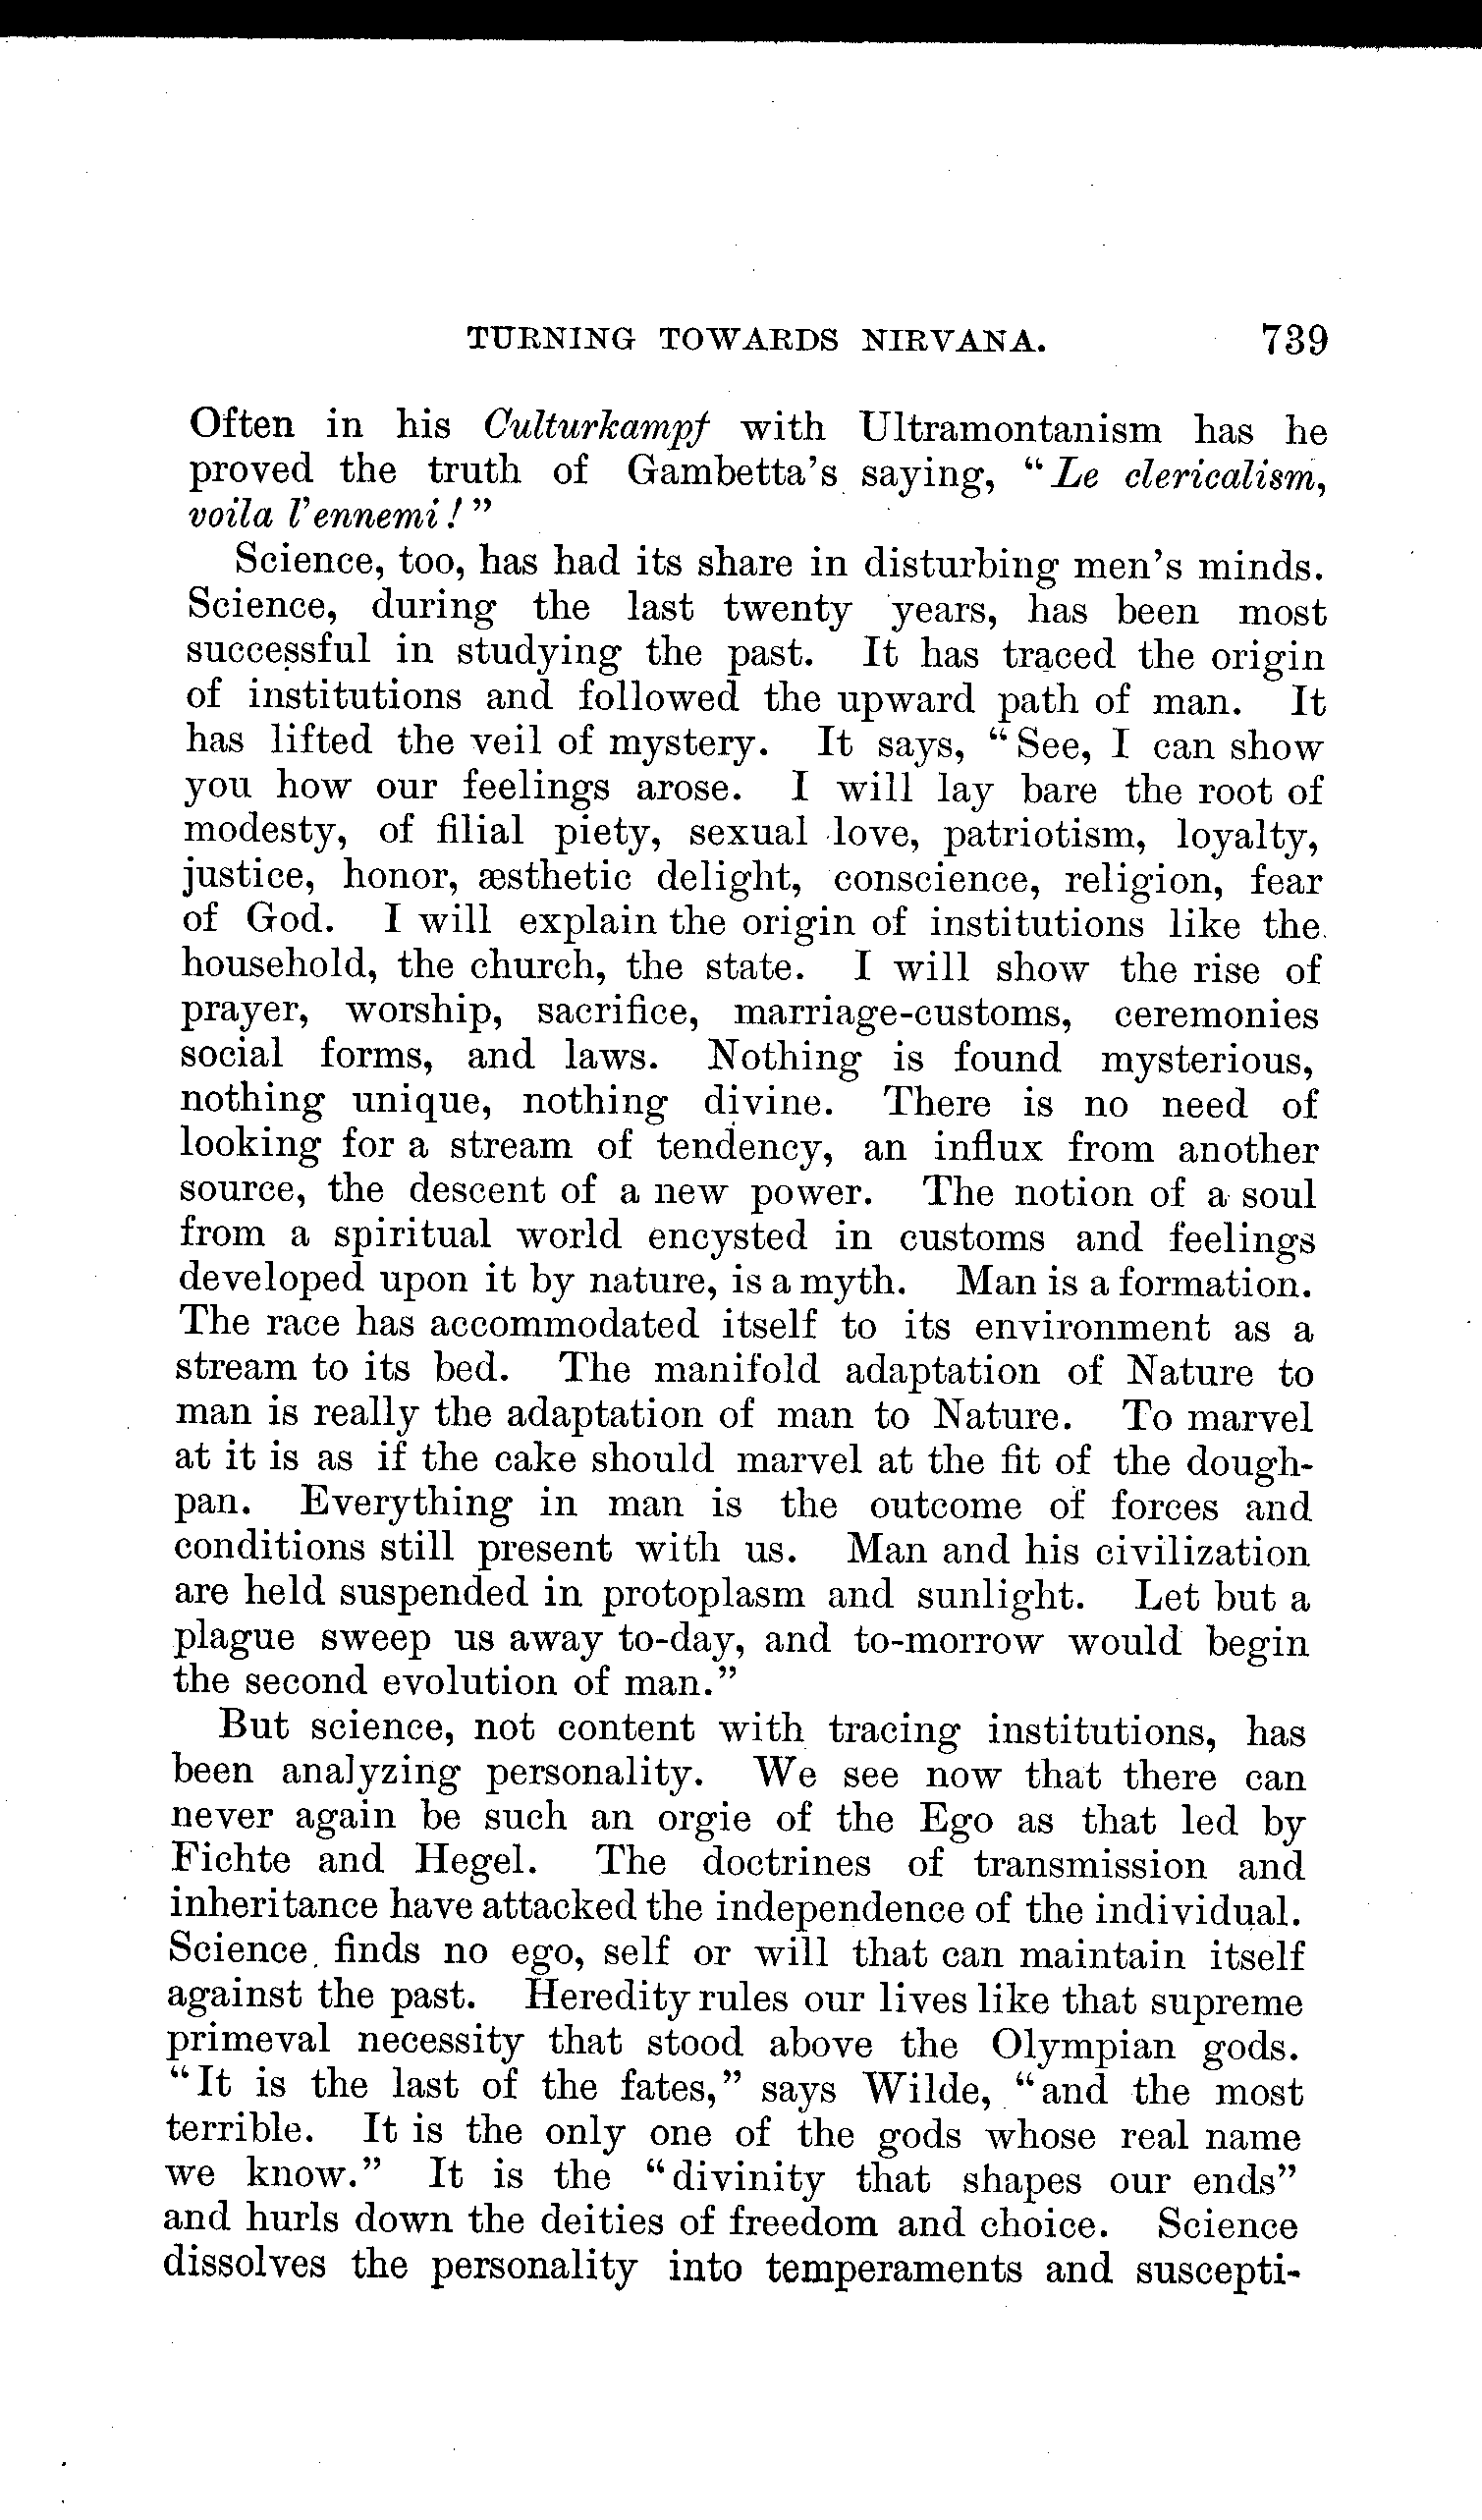 TURNING TOWARDS NIRVANA. 739
Often in his Culturkampf with Ultramontanism has he
proved the truth of Gambetta's saying, “Le clericalism,
voila l'ennemi!”
Science, too, has had its share in disturbing men's minds.
Science, during the last twenty years, has been most
successful in studying the past. It has traced the origin
of institutions and followed the upward path of man. It
has lifted the veil of mystery. It says, “See, I can show
you how our feelings arose. I will lay bare the root of
modesty, of filial piety, sexual love, patriotism, loyalty,
justice, honor, æsthetic delight, conscience, religion, fear
of God. I will explain the origin of institutions like the
household, the church, the state. I will show the rise of
prayer, worship, sacrifice, marriage-customs, ceremonies
social forms, and laws. Nothing is found mysterious,
nothing unique, nothing divine. There is no need of
looking for a stream of tendency, an influx from another
source, the descent of a new power. The notion of a soul
from a spiritual world encysted in customs and feelings
developed upon it by nature, is a myth. Man is a formation.
The race has accommodated itself to its environment as a
stream to its bed. The manifold adaptation of Nature to
man is really the adaptation of man to Nature. To marvel
at it is as if the cake should marvel at the fit of the dough-
pan. Everything in man is the outcome of forces and
conditions still present with us. Man and his civilization
are held suspended in protoplasm and sunlight. Let but a
plague sweep us away to-day, and to-morrow would begin
the second evolution of man.”
But science, not content with tracing institutions, has
been analyzing personality. We see now that there can
never again be such an orgie of the Ego as that led by
Fichte and Hegel. The doctrines of transmission and
inheritance have attacked the independence of the individual.
Science finds no ego, self or will that can maintain itself
against the past. Heredity rules our lives like that supreme
primeval necessity that stood above the Olympian gods.
“It is the last of the fates,” says Wilde, “and the most
terrible. It is the only one of the gods whose real name
we know.” It is the “divinity that shapes our ends”
and hurls down the deities of freedom and choice. Science
dissolves the personality into temperaments and suscepti-